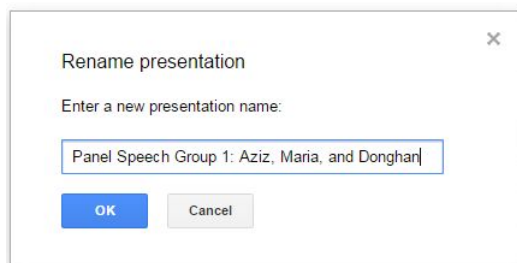 Rename presentation
Enter a new presentation name:
Panel Speech Group 1: Aziz, Maria, and Donghan
OK
Cancel